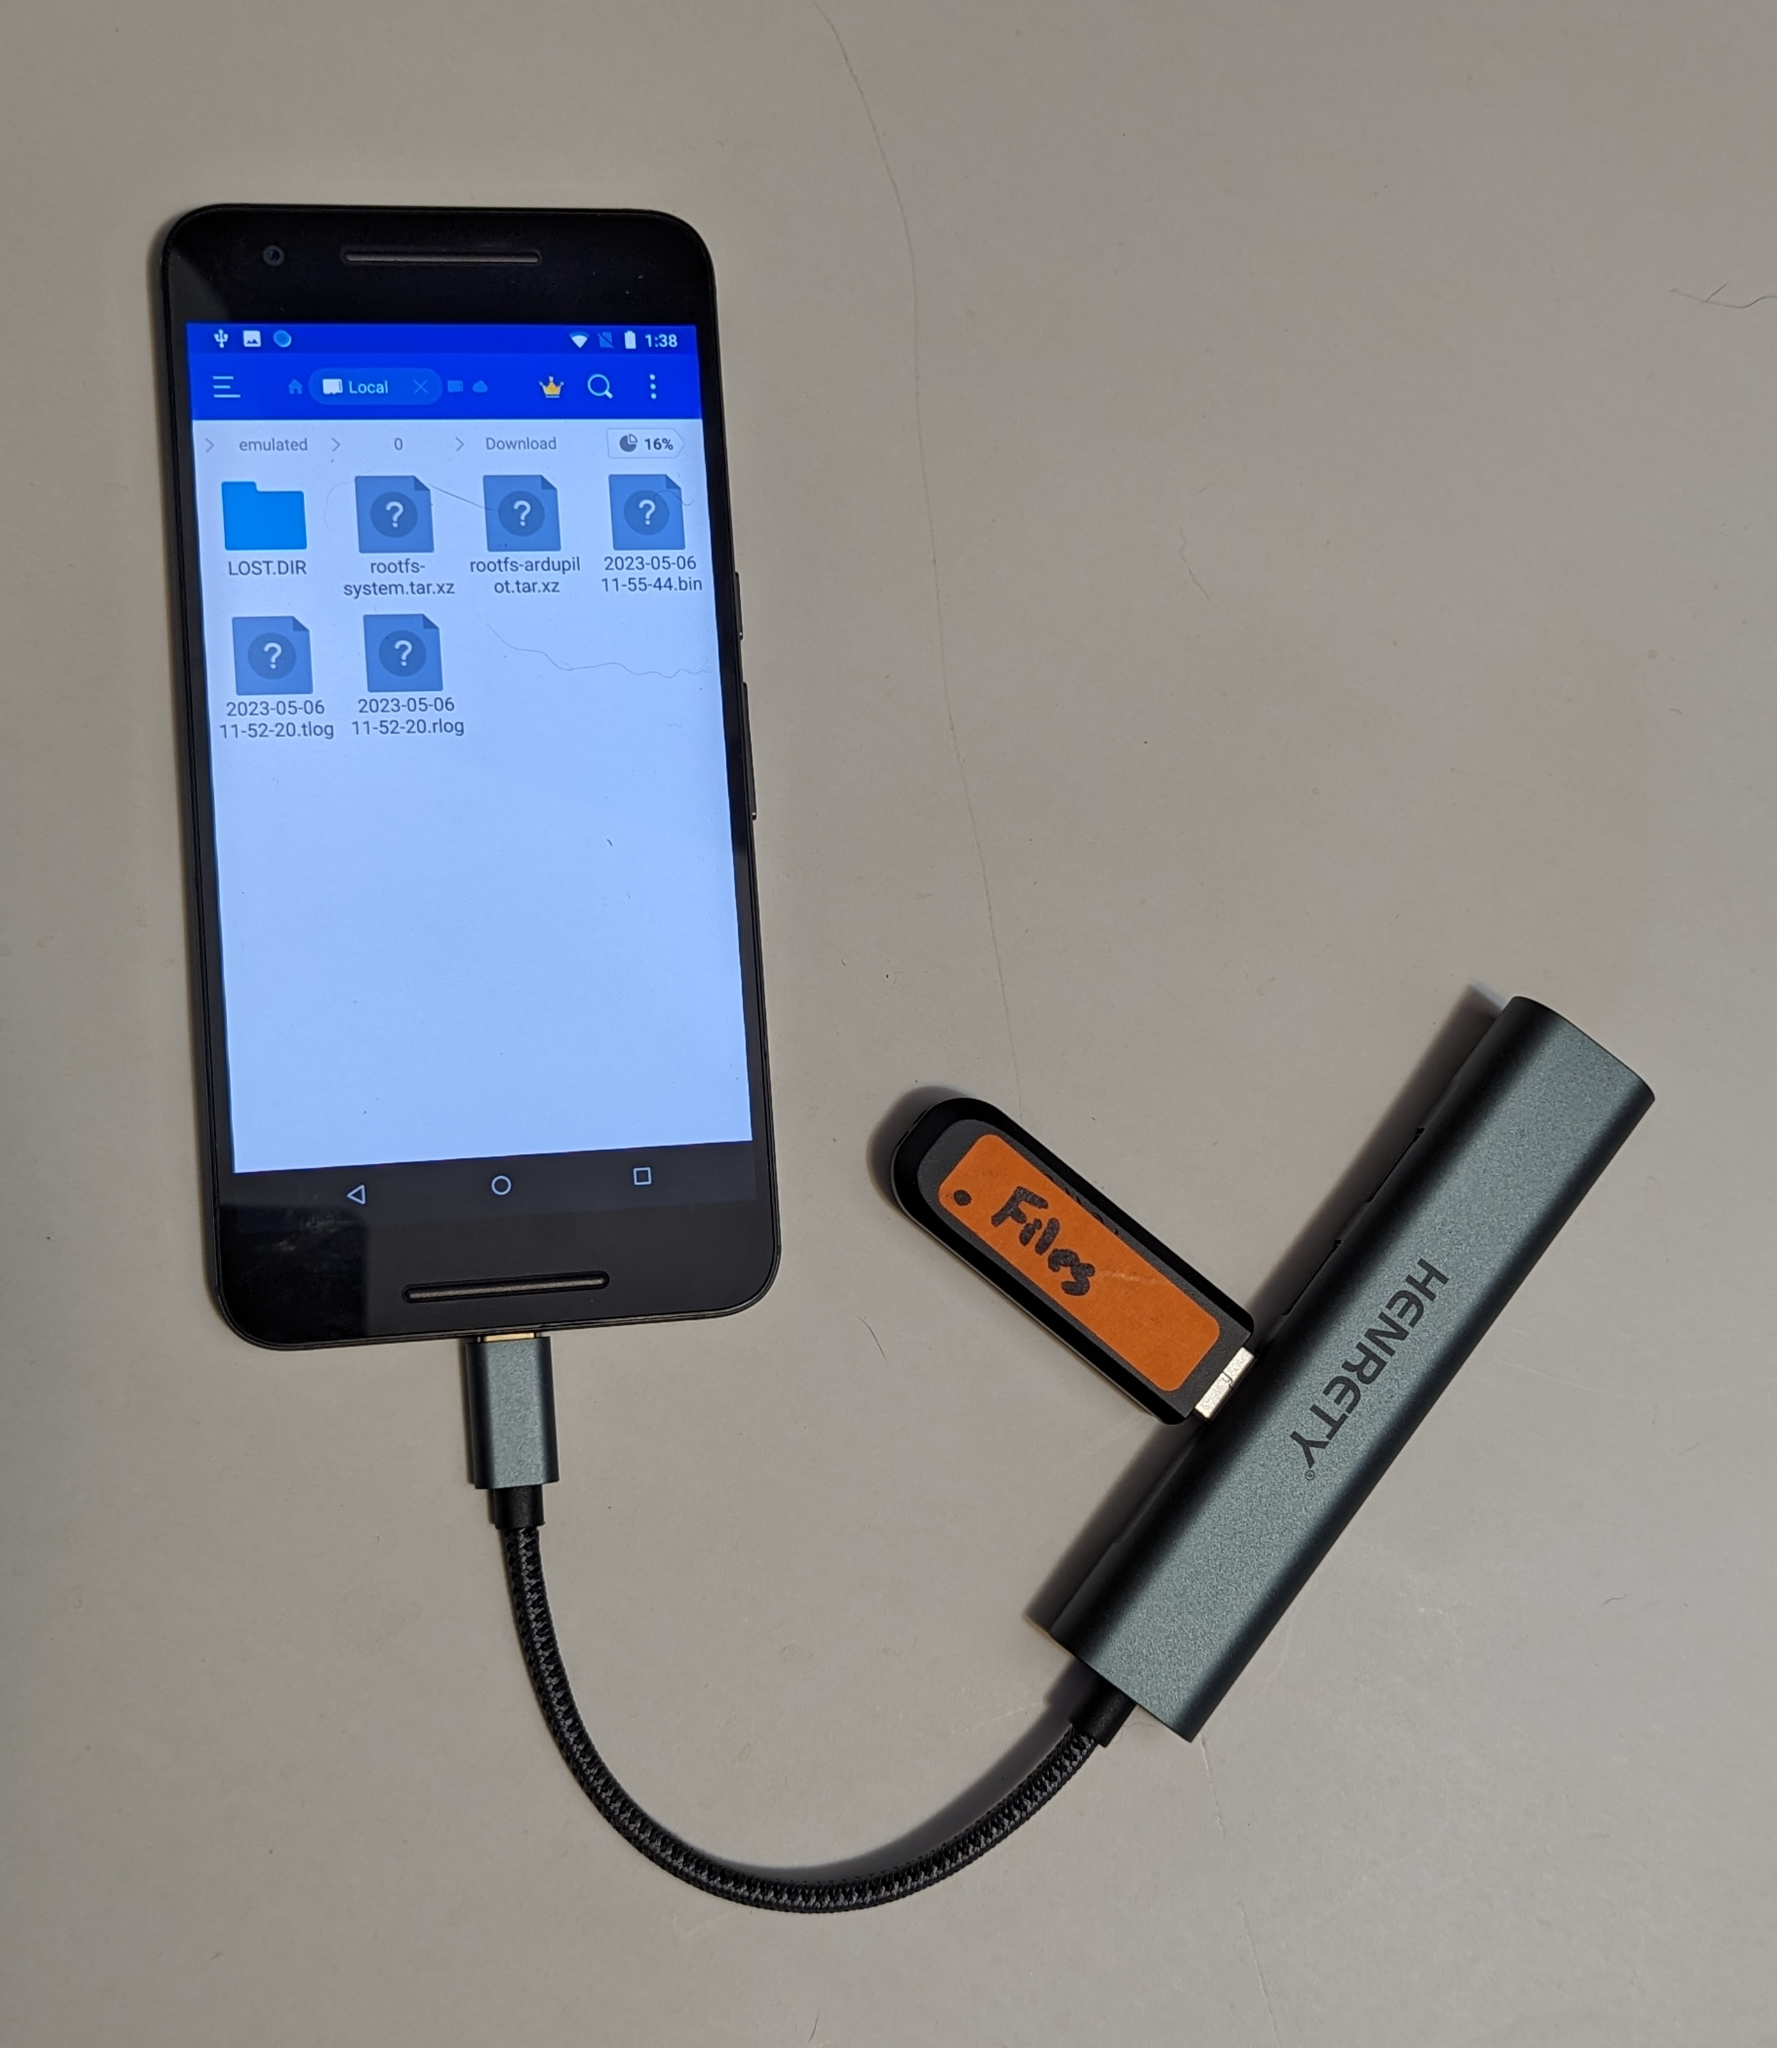 1:38
Local
emulated
0
Download
16%
LOST.DIR
rootfs-
system.tar.xz
rootfs-ardupil
ot.tar.xz
2023-05-06
11-55-44.bin
2023-05-06
11-52-20.tlog
2023-05-06
11-52-20.rlog
Files
HENRETY®